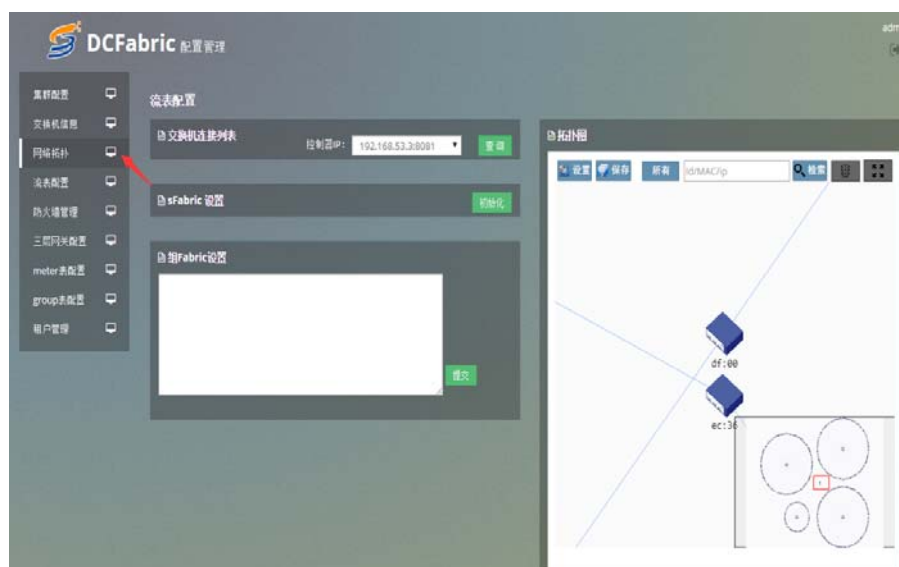 DCFabric 配置管理
adm
集群配置
交换机信息
网络拓扑
流表配置
防火墙管理
三层网关配置
meter表配置
group表配置
租户管理
流表配置
交换机连接列表
控制器IP: 192.168.53.3:8081 查询
sFabric 设置 初始化
组Fabric设置
提交
拓扑图
设置 保存 所有 Id/MAC/ip 检索
df:00
ec:36